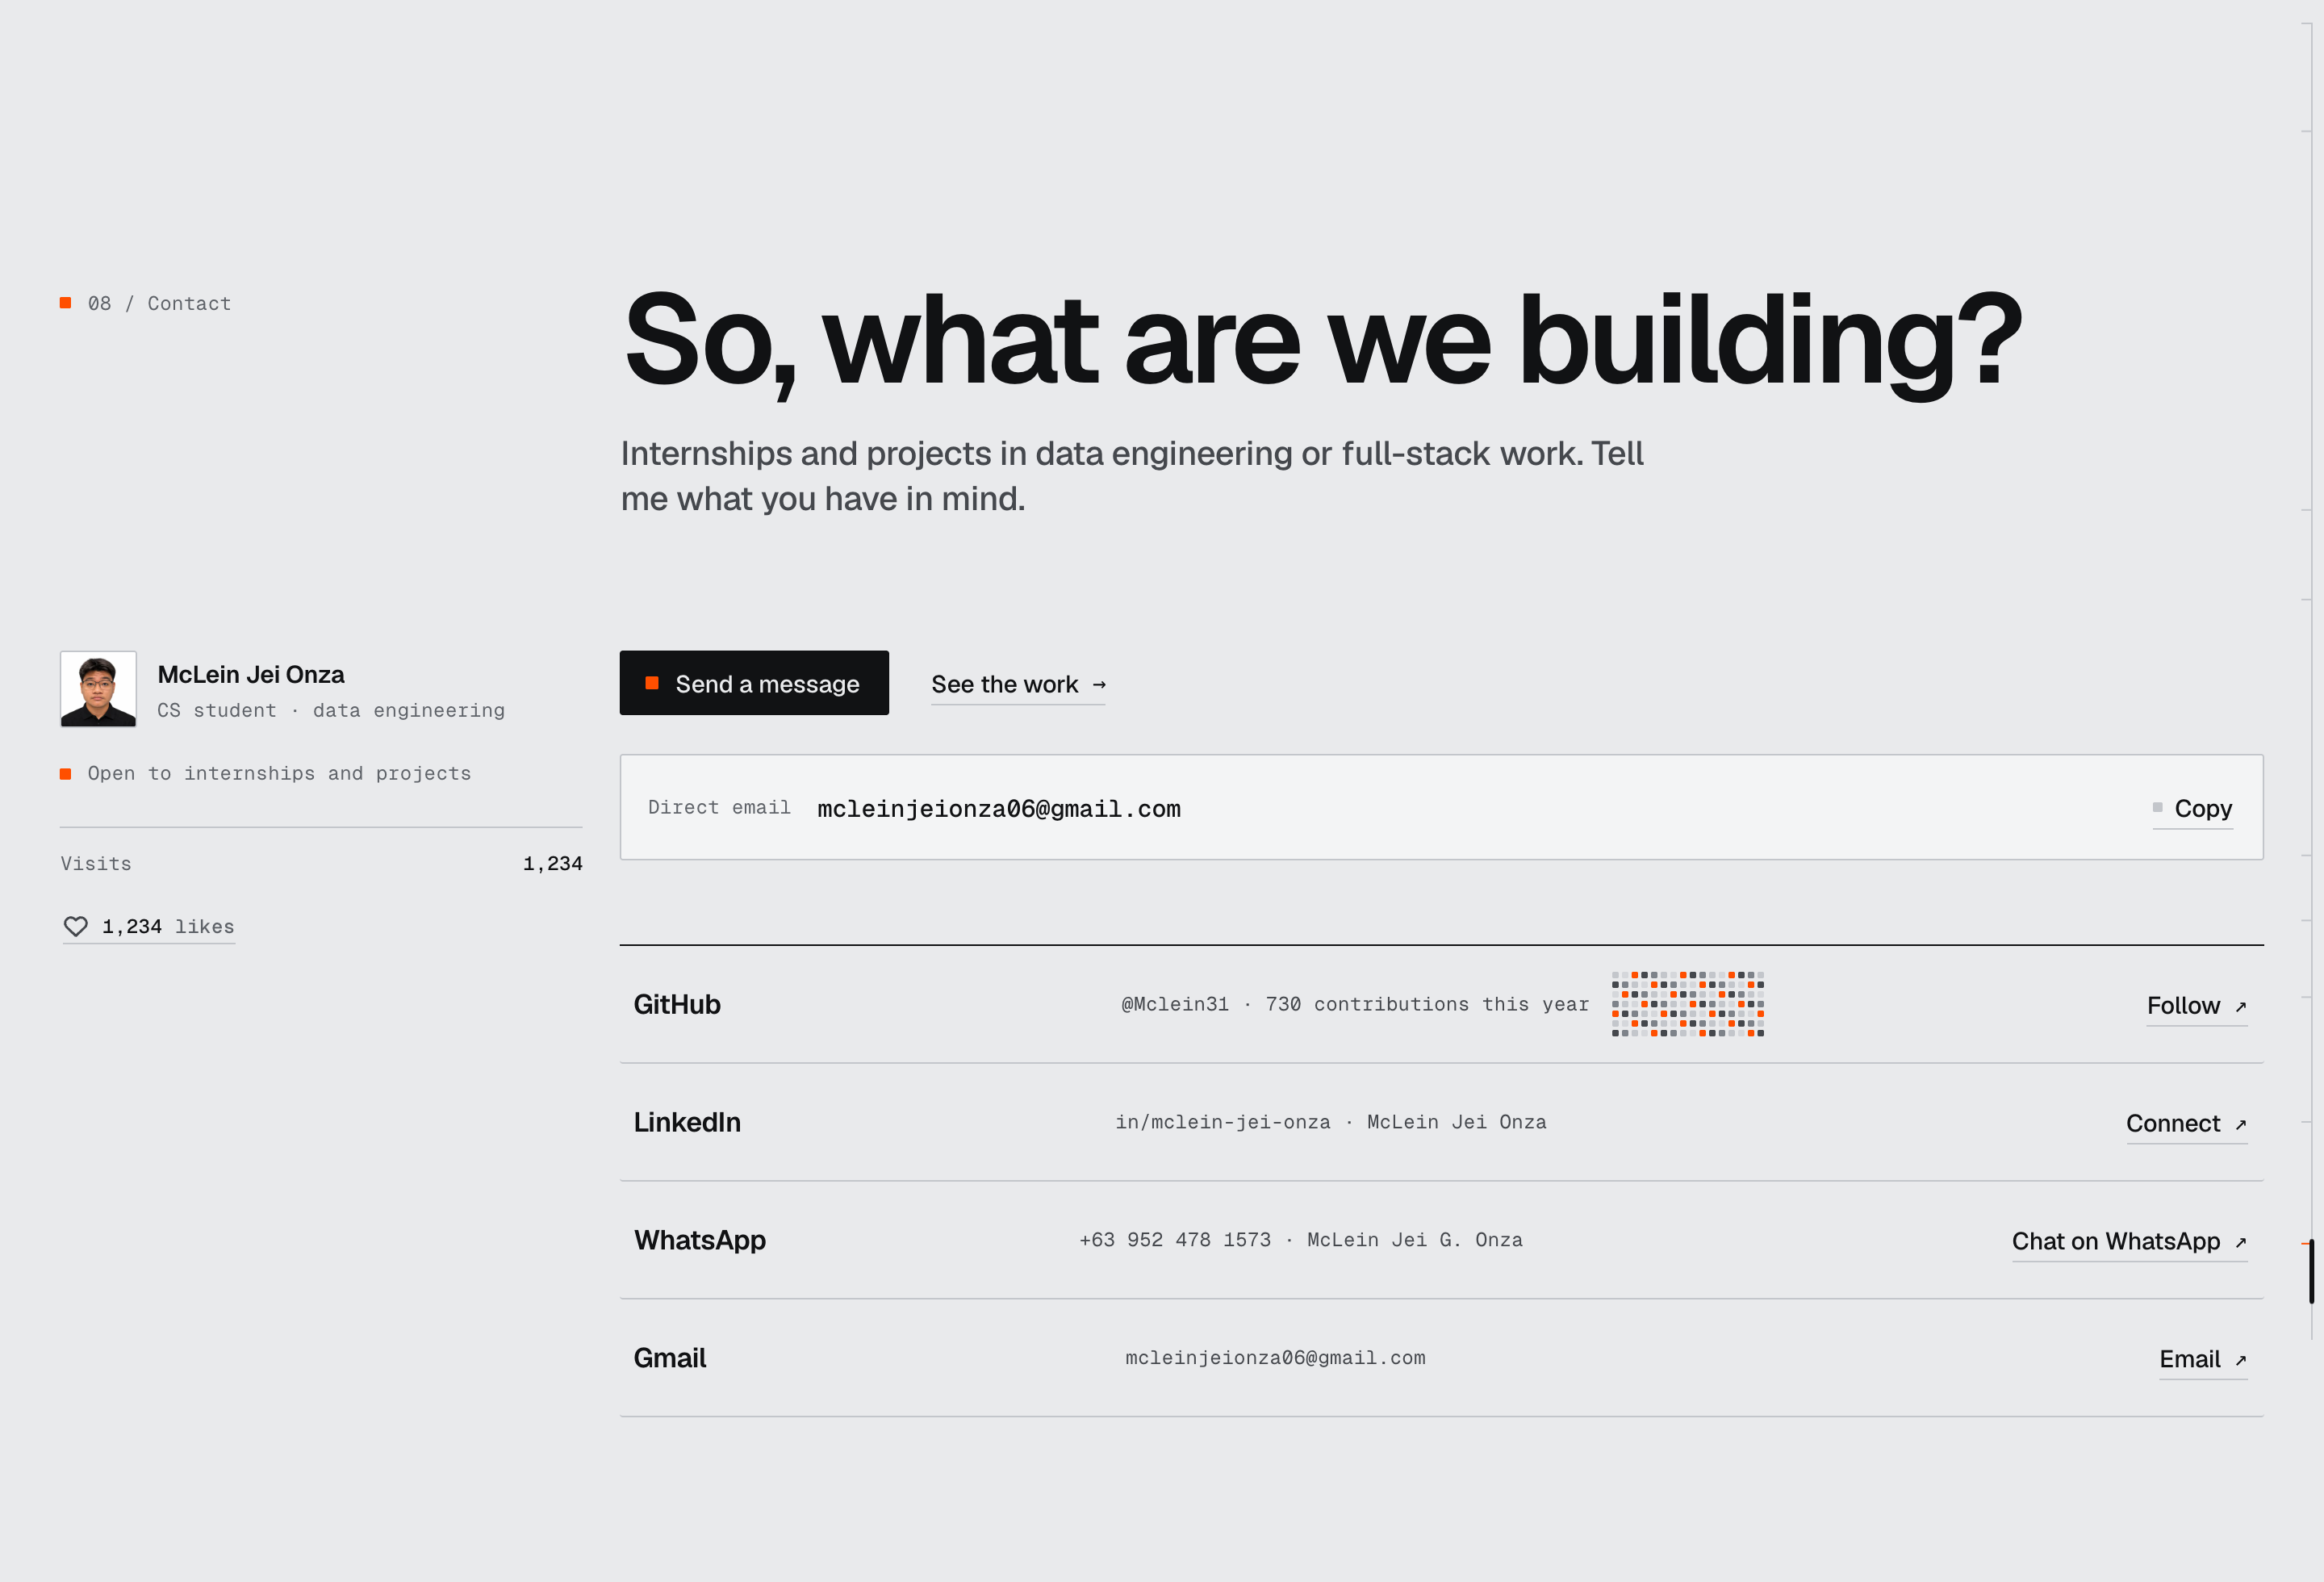 08 / Contact
So, what are we building?
Internships and projects in data engineering or full-stack work. Tell
me what you have in mind.
McLein Jei Onza
CS student · data engineering
Open to internships and projects
Visits 1,234
1,234 likes
Send a message
See the work →
Direct email mcleinjeionza06@gmail.com Copy
GitHub @Mclein31 · 730 contributions this year Follow ↗
LinkedIn in/mclein-jei-onza · McLein Jei Onza Connect ↗
WhatsApp +63 952 478 1573 · McLein Jei G. Onza Chat on WhatsApp ↗
Gmail mcleinjeionza06@gmail.com Email ↗